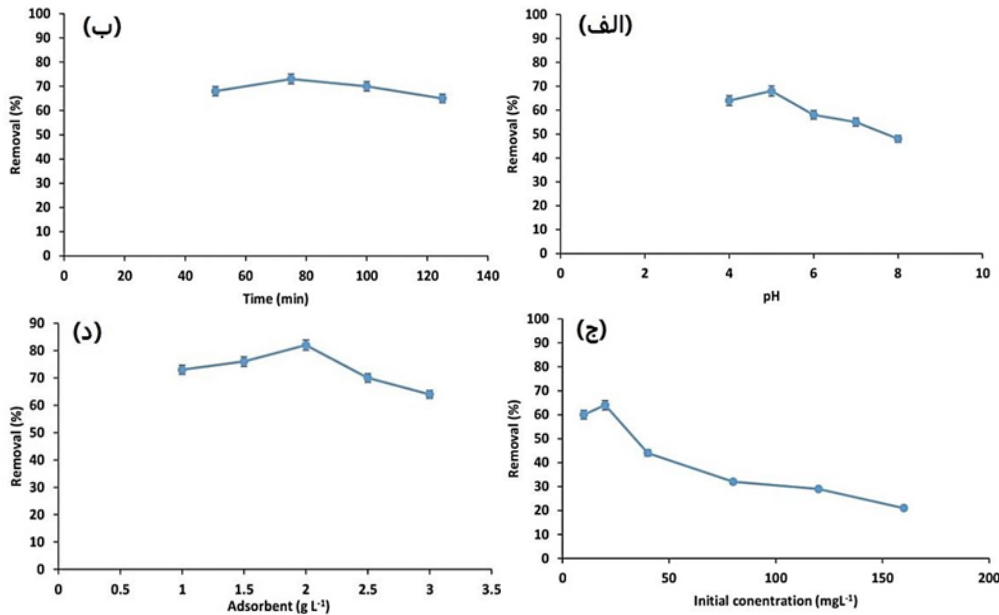 (ب)
100
90
80
70
60
50
40
30
20
10
0
Removal (%)
0 20 40 60 80 100 120 140
Time (min)
(الف)
100
90
80
70
60
50
40
30
20
10
0
Removal (%)
0 2 4 6 8 10
pH
(د)
90
80
70
60
50
40
30
20
10
0
Removal (%)
0 0.5 1 1.5 2 2.5 3 3.5
Adsorbent (g L⁻¹)
(ج)
100
90
80
70
60
50
40
30
20
10
0
Removal (%)
0 50 100 150 200
Initial conentration (mgL⁻¹)